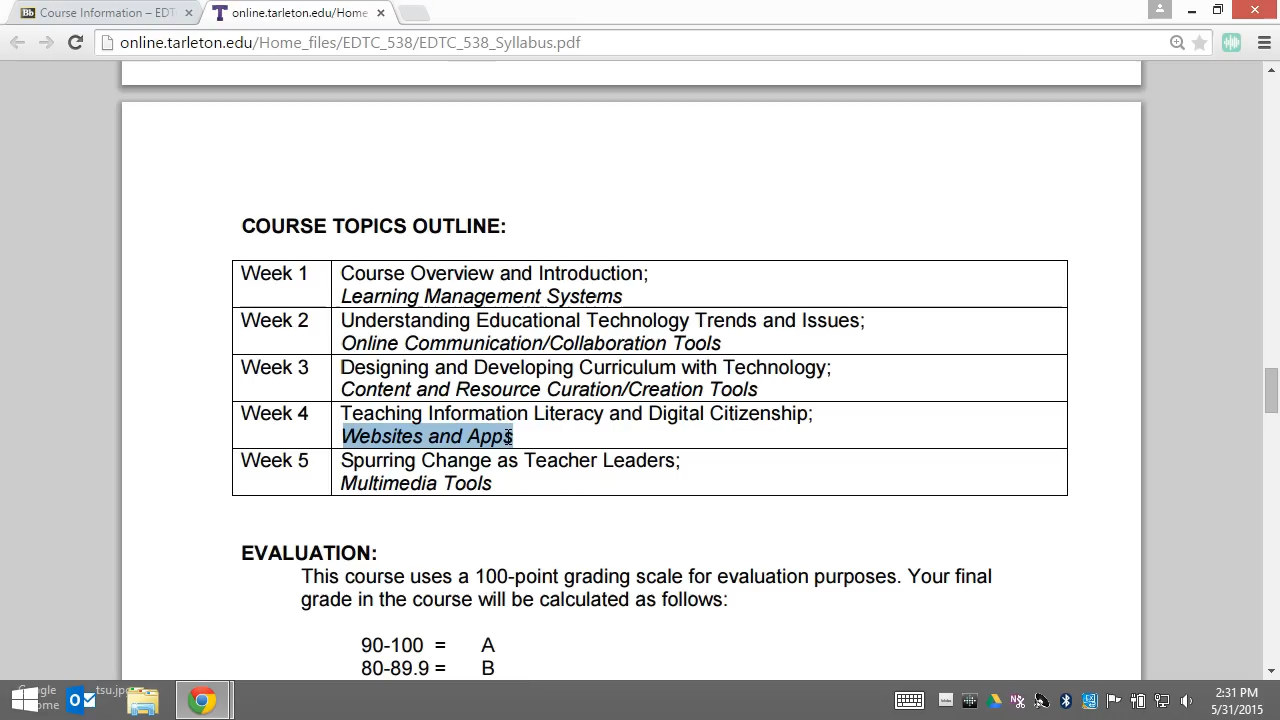 Bb Course Information – EDT
online.tarleton.edu/Home
online.tarleton.edu/Home_files/EDTC_538/EDTC_538_Syllabus.pdf
COURSE TOPICS OUTLINE:
Week 1 Course Overview and Introduction;
Learning Management Systems
Week 2 Understanding Educational Technology Trends and Issues;
Online Communication/Collaboration Tools
Week 3 Designing and Developing Curriculum with Technology;
Content and Resource Curation/Creation Tools
Week 4 Teaching Information Literacy and Digital Citizenship;
Websites and Apps
Week 5 Spurring Change as Teacher Leaders;
Multimedia Tools
EVALUATION:
This course uses a 100-point grading scale for evaluation purposes. Your final
grade in the course will be calculated as follows:
90-100 = A
80-89.9 = B
Google
ome
tsu.jp
2:31 PM
5/31/2015